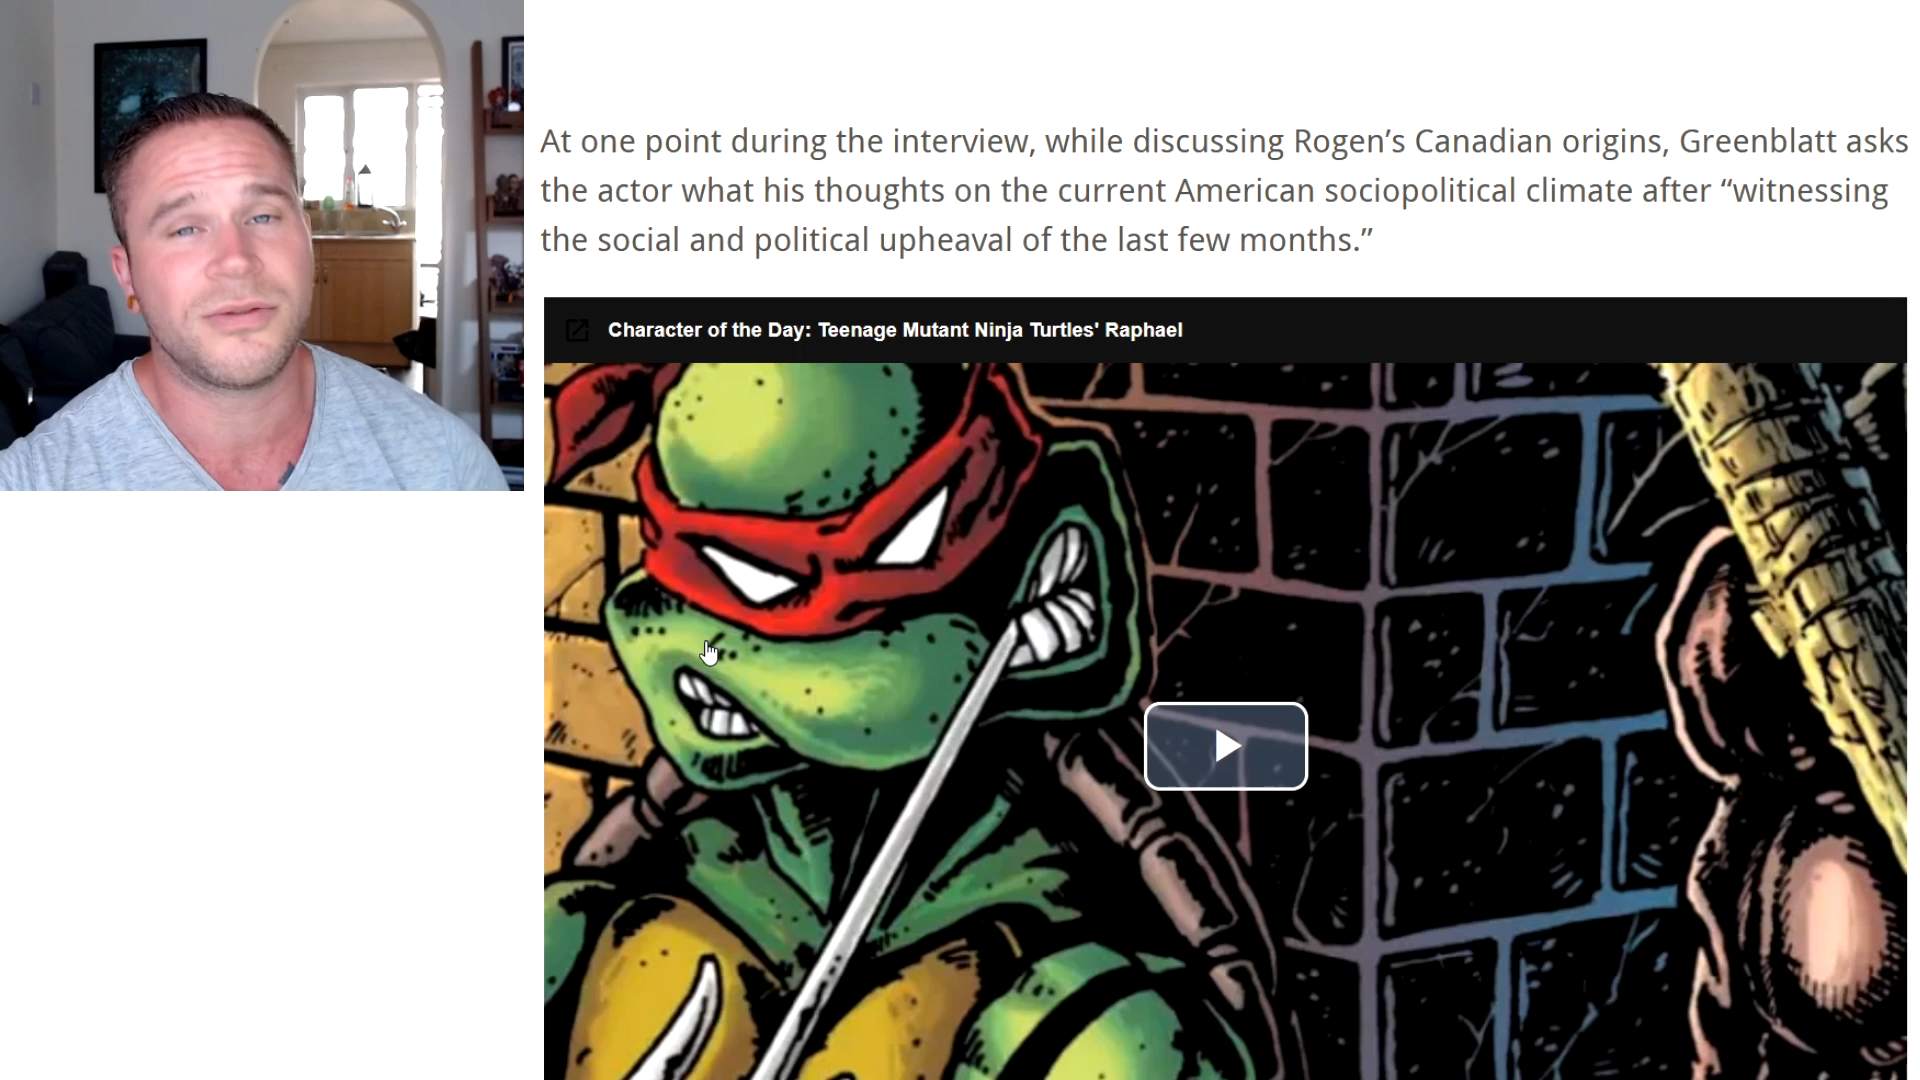 At one point during the interview, while discussing Rogen’s Canadian origins, Greenblatt asks
the actor what his thoughts on the current American sociopolitical climate after “witnessing
the social and political upheaval of the last few months.”
Character of the Day: Teenage Mutant Ninja Turtles' Raphael